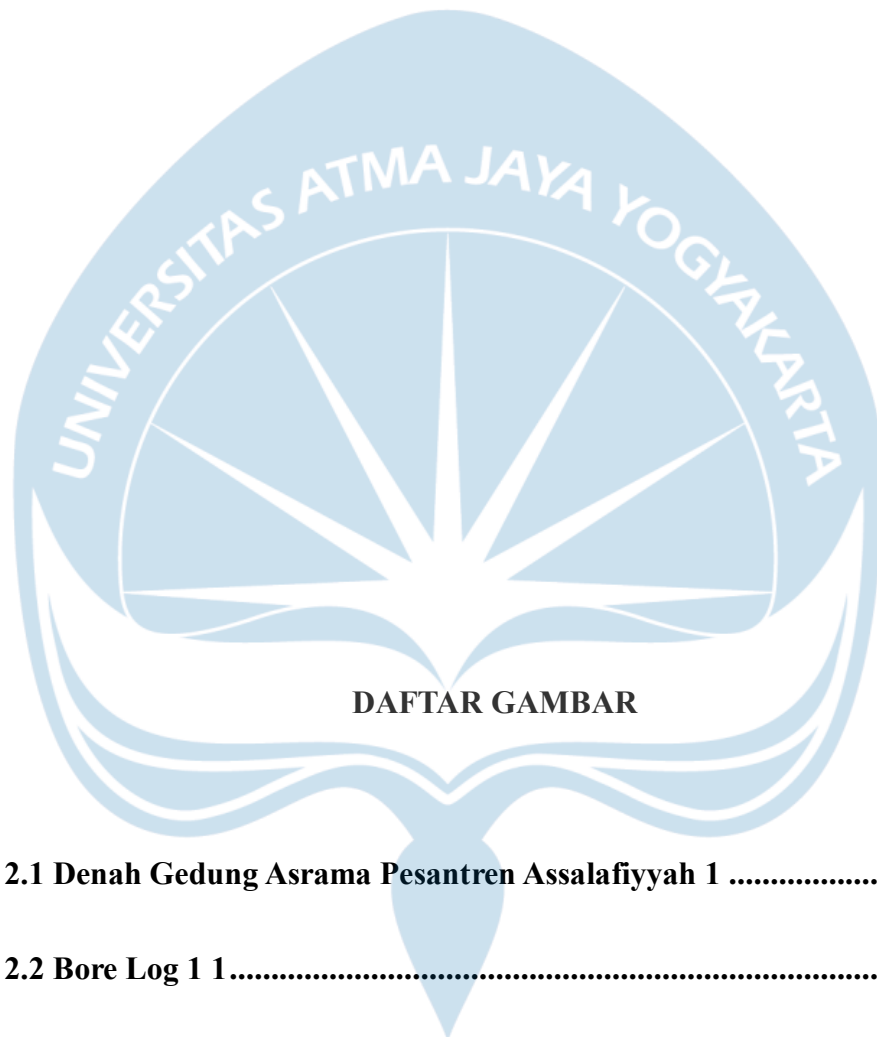 UNIVERSITAS ATMA JAYA YOGYAKARTA
DAFTAR GAMBAR
2.1 Denah Gedung Asrama Pesantren Assalafiyyah 1 ..................
2.2 Bore Log 1 1..............................................................................